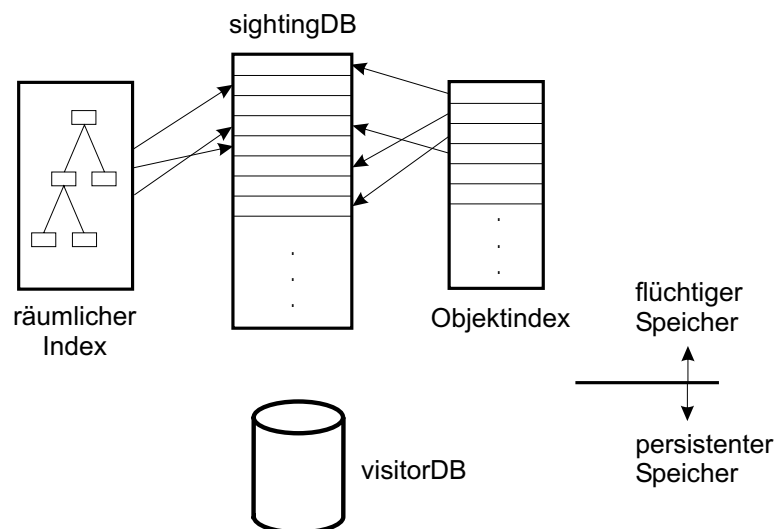 sightingDB
räumlicher
Index
Objektindex
flüchtiger
Speicher
persistenter
Speicher
visitorDB